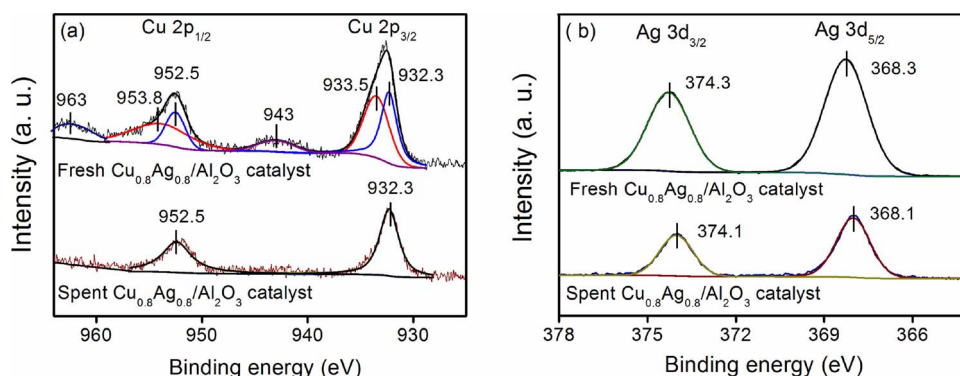 (a)
Cu 2p1/2
Cu 2p3/2
963
953.8
952.5
943
933.5
932.3
Fresh Cu0.8Ag0.8/Al2O3 catalyst
952.5
932.3
Spent Cu0.8Ag0.8/Al2O3 catalyst
960 950 940 930
Binding energy (eV)
Intensity (a. u.)
( b)
Ag 3d3/2
Ag 3d5/2
374.3
368.3
Fresh Cu0.8Ag0.8/Al2O3 catalyst
374.1
368.1
Spent Cu0.8Ag0.8/Al2O3 catalyst
378 375 372 369 366
Binding energy (eV)
Intensity (a. u.)